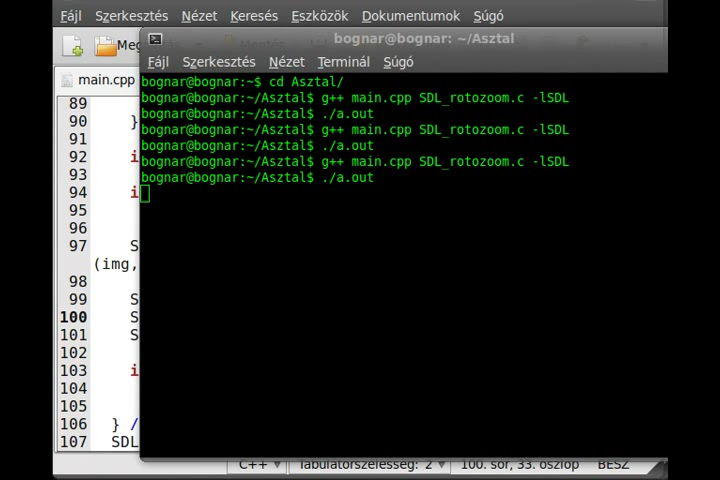 Fájl Szerkesztés Nézet Keresés Eszközök Dokumentumok Súgó
bognar@bognar: ~/Asztal
Fájl Szerkesztés Nézet Terminál Súgó
main.cpp
bognar@bognar:~$ cd Asztal/
bognar@bognar:~/Asztal$ g++ main.cpp SDL_rotozoom.c -lSDL
bognar@bognar:~/Asztal$ ./a.out
bognar@bognar:~/Asztal$ g++ main.cpp SDL_rotozoom.c -lSDL
bognar@bognar:~/Asztal$ ./a.out
bognar@bognar:~/Asztal$ g++ main.cpp SDL_rotozoom.c -lSDL
bognar@bognar:~/Asztal$ ./a.out
89
90 }
91
92 i
93
94 i
95
96
97 S
(img,
98
99 S
100 S
101 S
102
103 i
104
105
106 } /
107 SDL
C++ Tabulátorszélesség: 2 100. sor, 33. oszlop BESZ